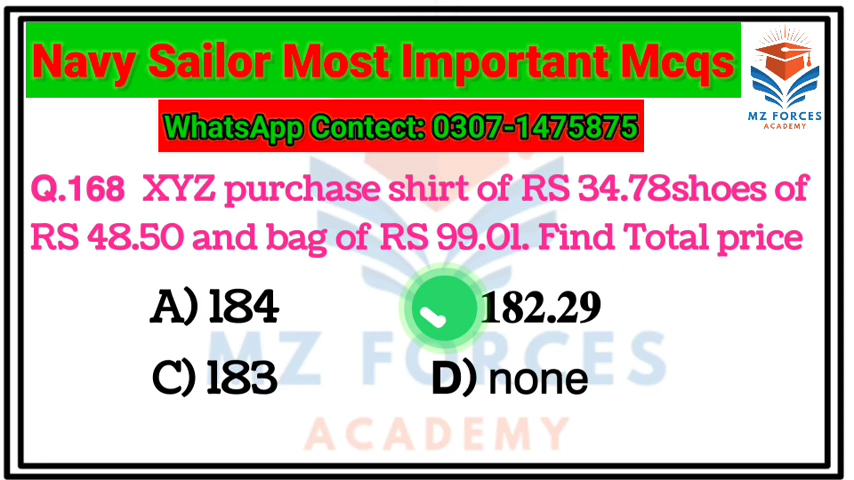 Navy Sailor Most Important Mcqs
MZ FORCES
ACADEMY
WhatsApp Contect: 0307-1475875
Q.168 XYZ purchase shirt of RS 34.78shoes of
RS 48.50 and bag of RS 99.01. Find Total price
A) 184
182.29
C) 183
D) none
MZ FORCES
ACADEMY